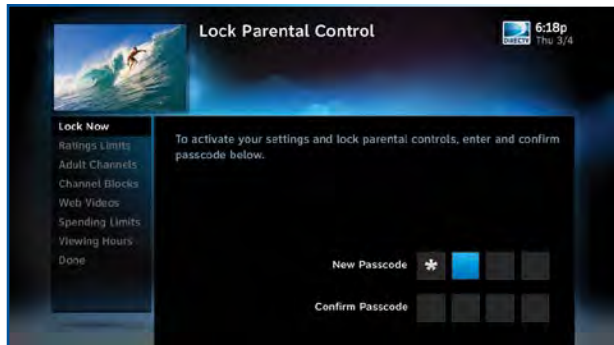 Lock Parental Control
6:18p
DIRECTV
Thu 3/4
Lock Now
Ratings Limits
Adult Channels
Channel Blocks
Web Videos
Spending Limits
Viewing Hours
Done
To activate your settings and lock parental controls, enter and confirm
passcode below.
New Passcode *
Confirm Passcode